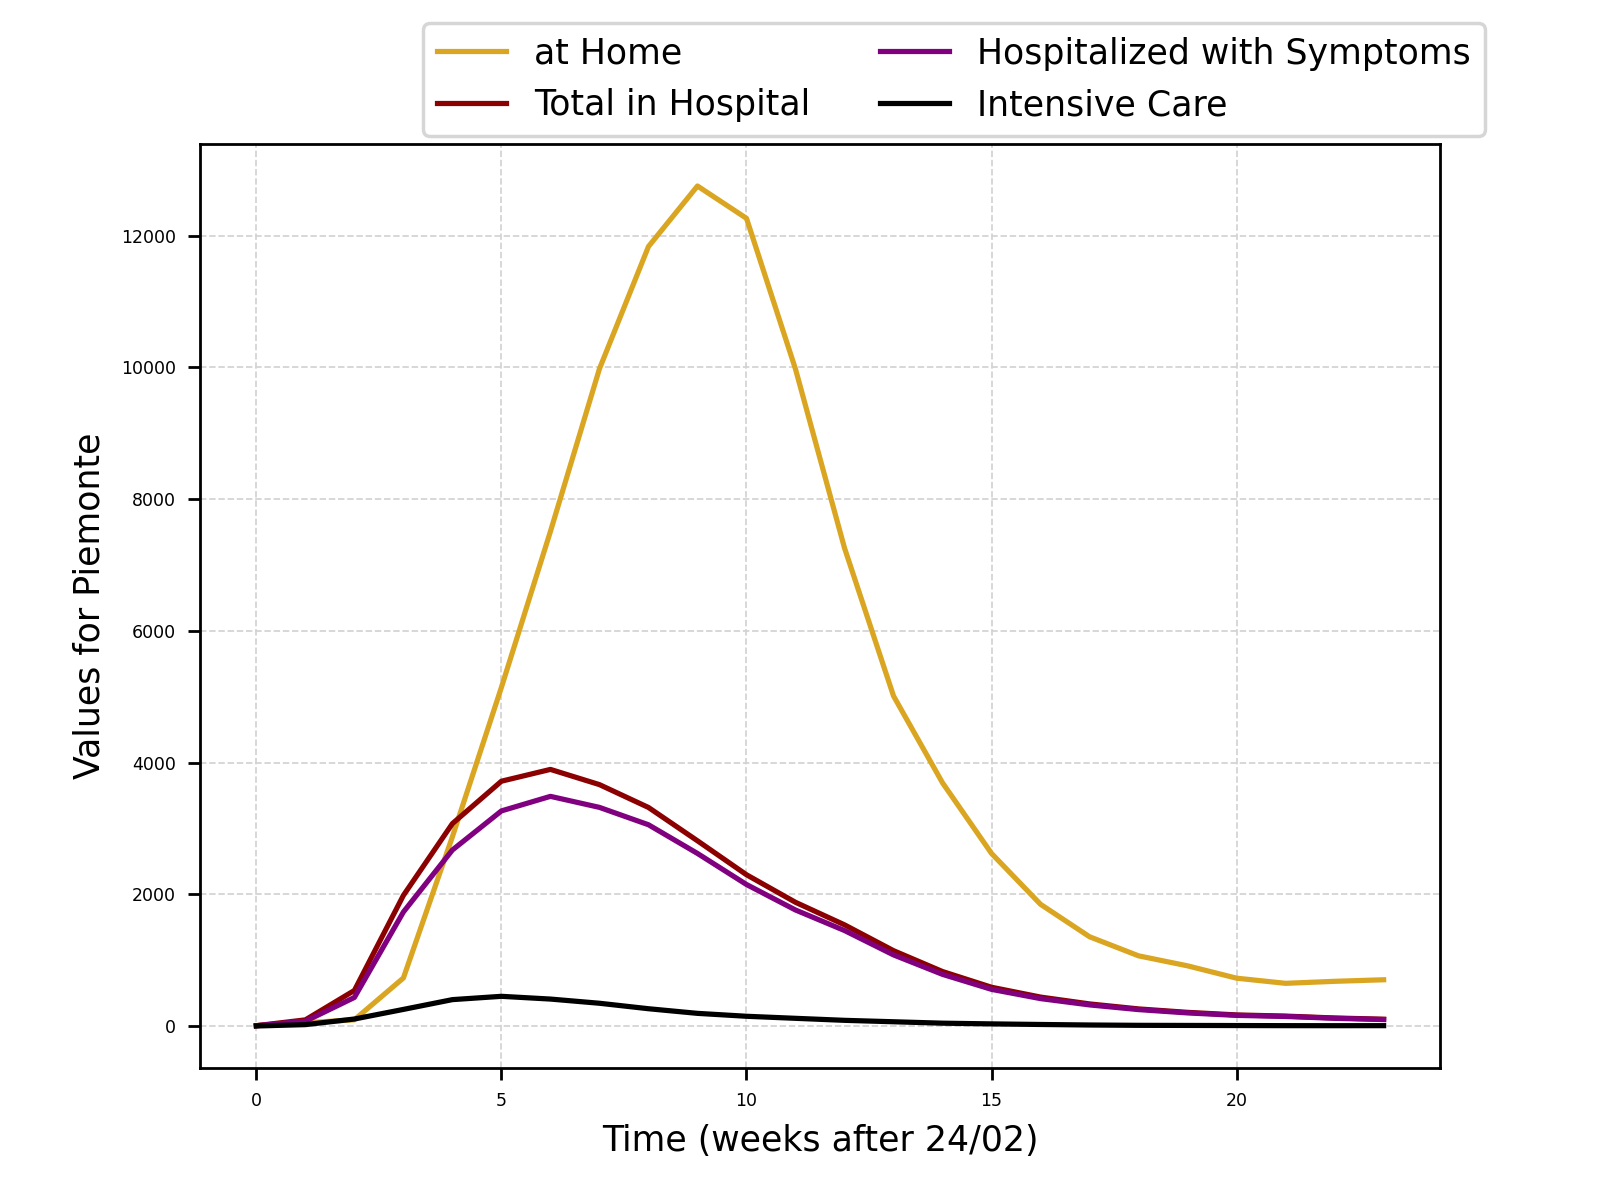 at Home
Total in Hospital
Hospitalized with Symptoms
Intensive Care
Values for Piemonte
12000
10000
8000
6000
4000
2000
0
0 5 10 15 20
Time (weeks after 24/02)